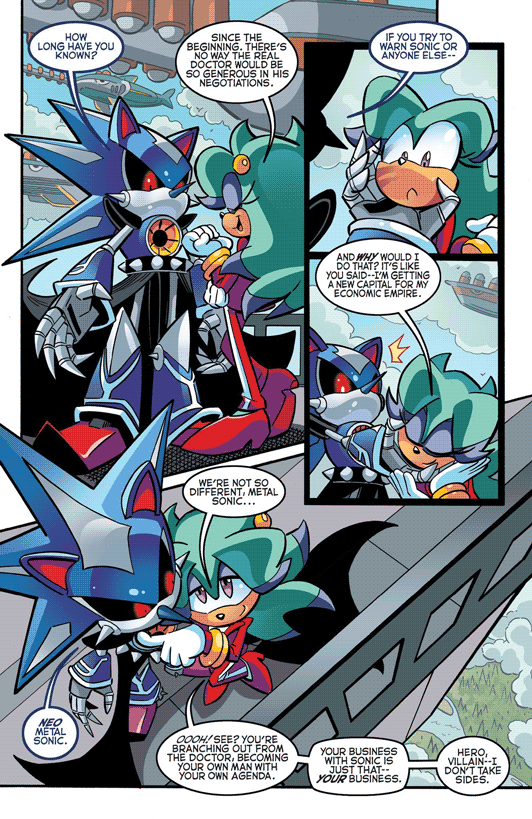 HOW
LONG HAVE YOU
KNOWN?
SINCE THE
BEGINNING. THERE'S
NO WAY THE REAL
DOCTOR WOULD BE
SO GENEROUS IN HIS
NEGOTIATIONS.
IF YOU TRY TO
WARN SONIC OR
ANYONE ELSE--
AND WHY WOULD I
DO THAT? IT'S LIKE
YOU SAID--I'M GETTING
A NEW CAPITAL FOR MY
ECONOMIC EMPIRE.
WE'RE NOT SO
DIFFERENT, METAL
SONIC...
NEO
METAL
SONIC.
OOOH! SEE? YOU'RE
BRANCHING OUT FROM
THE DOCTOR, BECOMING
YOUR OWN MAN WITH
YOUR OWN AGENDA.
YOUR BUSINESS
WITH SONIC IS
JUST THAT--
YOUR BUSINESS.
HERO,
VILLAIN--I
DON'T TAKE
SIDES.